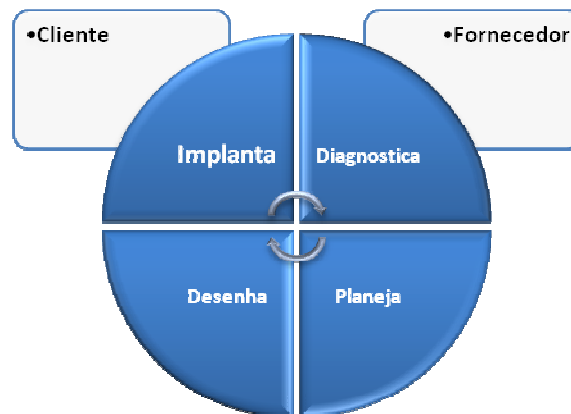 •Cliente
•Fornecedor
Implanta
Diagnostica
Desenha
Planeja